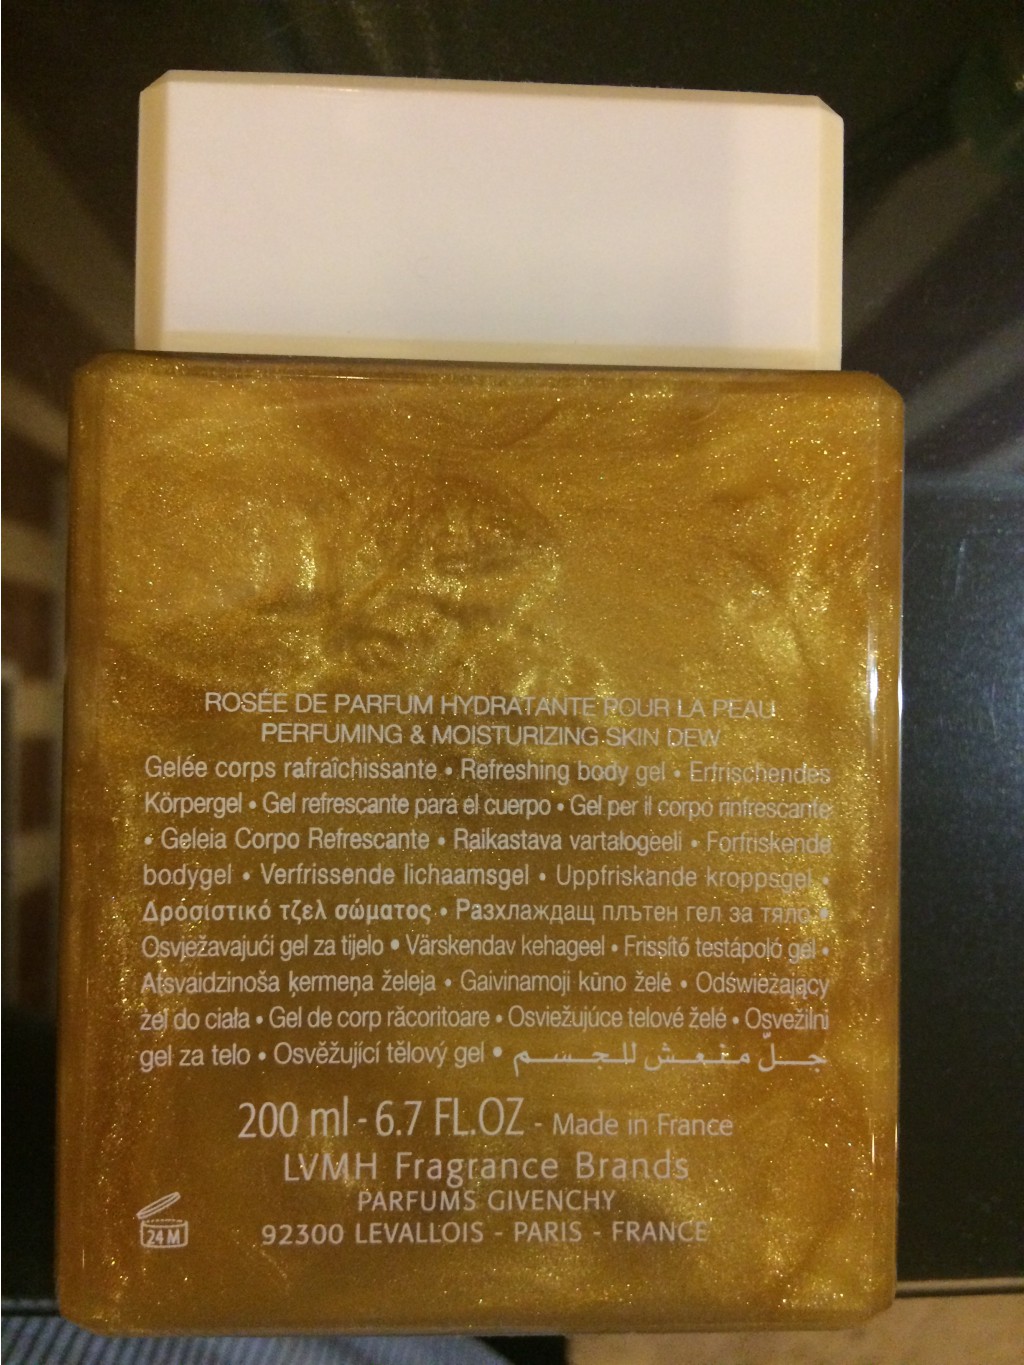 ROSÉE DE PARFUM HYDRATANTE POUR LA PEAU
PERFUMING & MOISTURIZING SKIN DEW
Gelée corps rafraîchissante • Refreshing body gel • Erfrischendes
Körpergel • Gel refrescante para el cuerpo • Gel per il corpo rinfrescante
• Geleia Corpo Refrescante • Raikastava vartalogeeli • Forfriskende
bodygel • Verfrissende lichaamsgel • Uppfriskande kroppsgel •
Δροσιστικό τζελ σώματος • Разхлаждащ плътен гел за тяло •
Osvježavajući gel za tijelo • Värskendav kehageel • Frissítő testápoló gél •
Atsvaidzinoša ķermeņa želeja • Gaivinamoji kūno želė • Odświeżający
żel do ciała • Gel de corp răcoritoare • Osviežujúce telové želé • Osvežilni
gel za telo • Osvěžující tělový gel • جلّ منعش للجسم
200 ml - 6.7 FL.OZ - Made in France
LVMH Fragrance Brands
PARFUMS GIVENCHY
92300 LEVALLOIS - PARIS - FRANCE
24 M